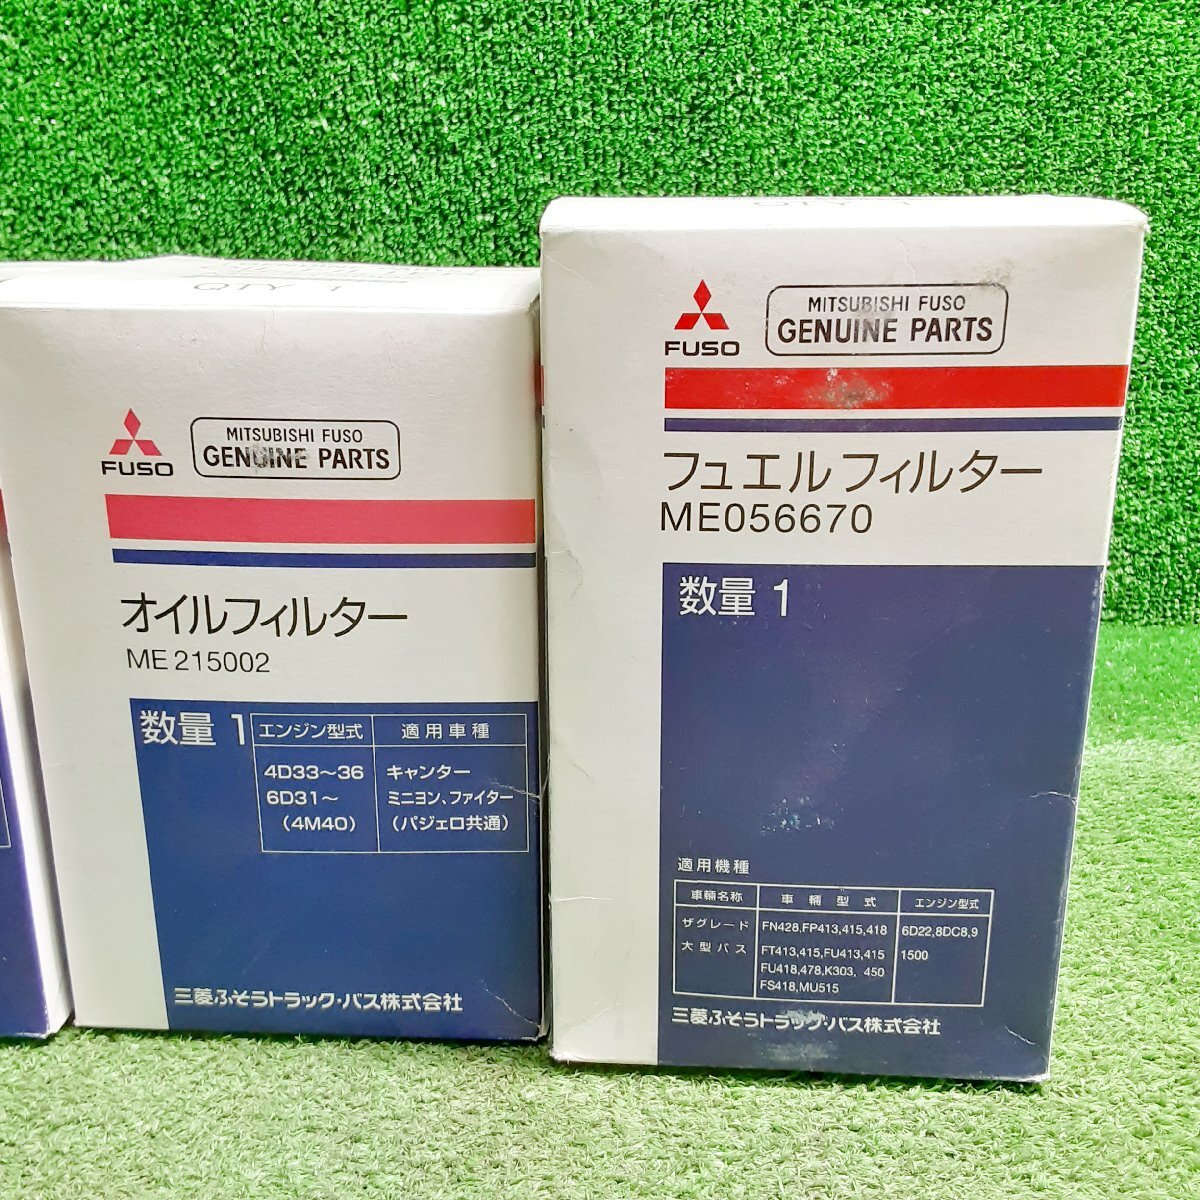 QTY 1
FUSO
MITSUBISHI FUSO
GENUINE PARTS
オイルフィルター
ME 215002
数量 1
エンジン型式 適用車種
4D33〜36 キャンター
6D31〜 ミニヨン、ファイター
(4M40) (パジェロ共通)
三菱ふそうトラック・バス株式会社
QTY 1
FUSO
MITSUBISHI FUSO
GENUINE PARTS
フュエルフィルター
ME056670
数量 1
適用機種
車輛名称 車輛型式 エンジン型式
ザグレード FN428,FP413,415,418 6D22,8DC8,9
大型バス FT413,415,FU413,415 1500
FU418,478,K303, 450
FS418,MU515
三菱ふそうトラック・バス株式会社